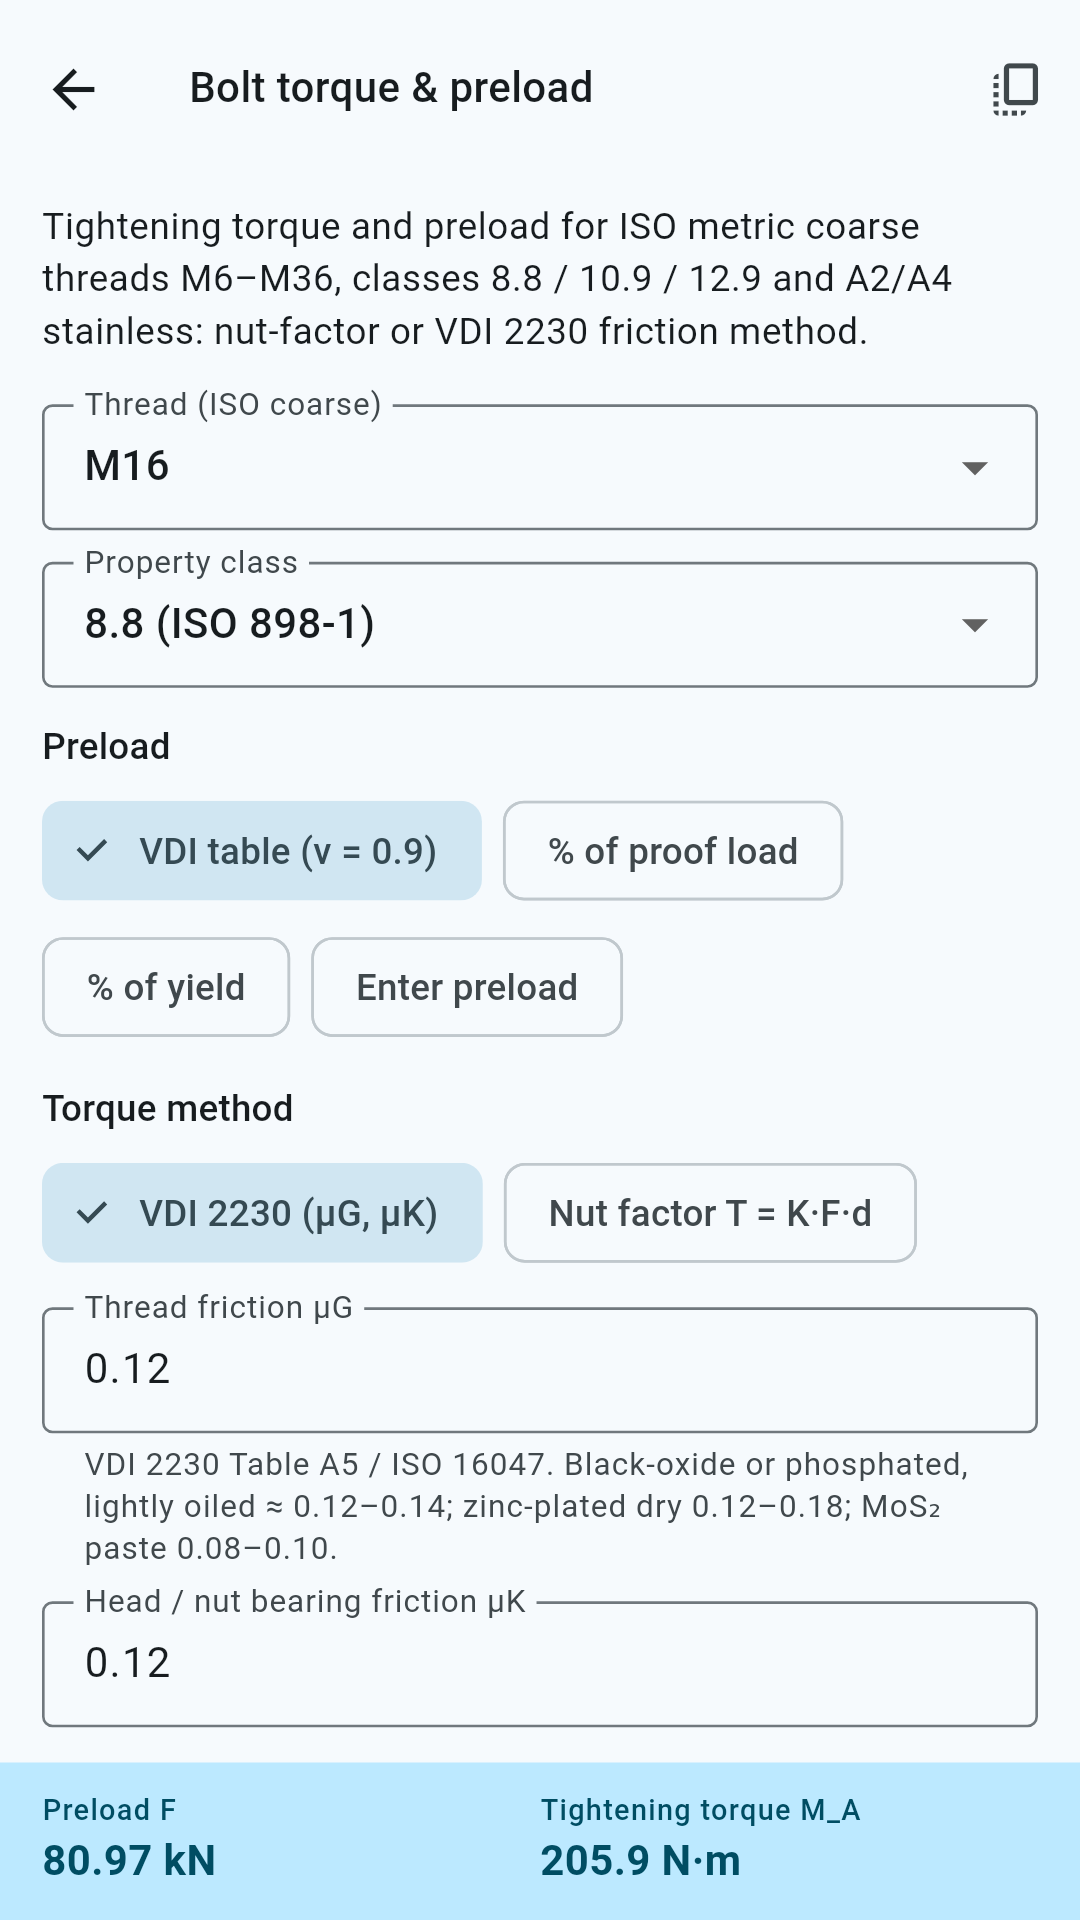 Bolt torque & preload
Tightening torque and preload for ISO metric coarse
threads M6–M36, classes 8.8 / 10.9 / 12.9 and A2/A4
stainless: nut-factor or VDI 2230 friction method.
Thread (ISO coarse)
M16
Property class
8.8 (ISO 898-1)
Preload
VDI table (ν = 0.9)
% of proof load
% of yield
Enter preload
Torque method
VDI 2230 (µG, µK)
Nut factor T = K·F·d
Thread friction µG
0.12
VDI 2230 Table A5 / ISO 16047. Black-oxide or phosphated,
lightly oiled ≈ 0.12–0.14; zinc-plated dry 0.12–0.18; MoS₂
paste 0.08–0.10.
Head / nut bearing friction µK
0.12
Preload F
80.97 kN
Tightening torque M_A
205.9 N·m